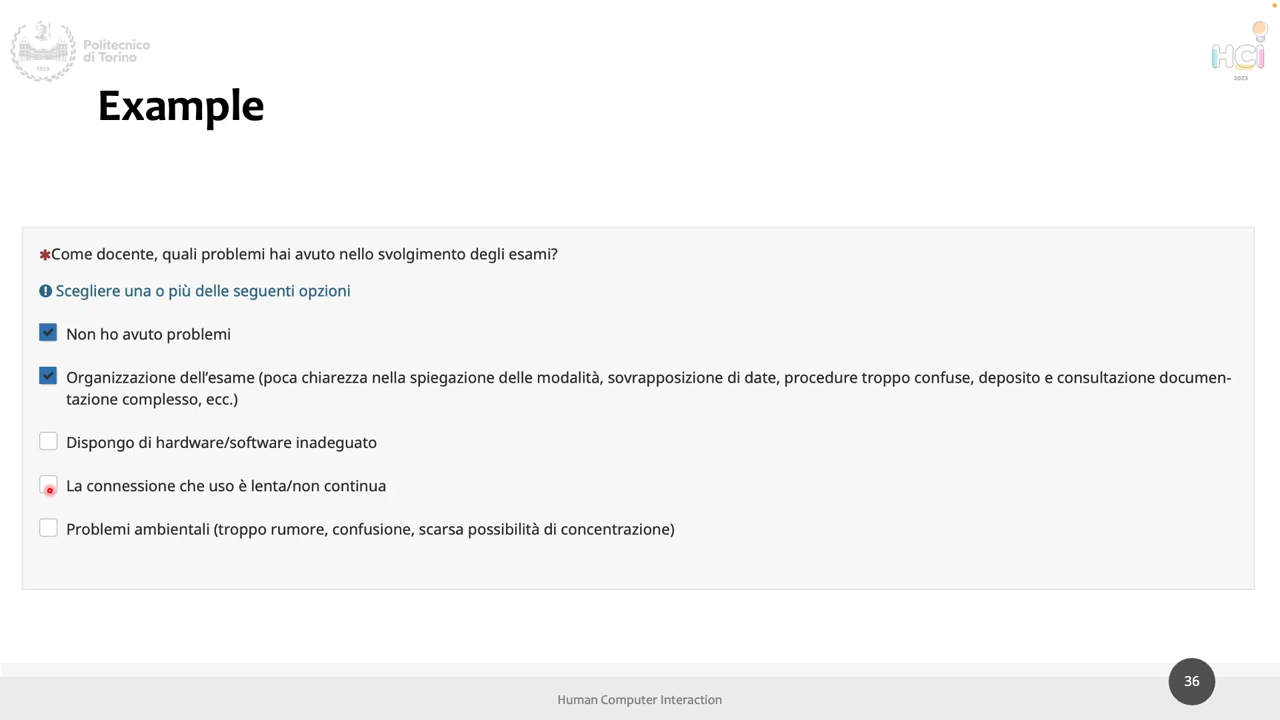 Politecnico
di Torino
1859
HCI
2023
Example
✱Come docente, quali problemi hai avuto nello svolgimento degli esami?
Scegliere una o più delle seguenti opzioni
Non ho avuto problemi
Organizzazione dell’esame (poca chiarezza nella spiegazione delle modalità, sovrapposizione di date, procedure troppo confuse, deposito e consultazione documen-
tazione complesso, ecc.)
Dispongo di hardware/software inadeguato
La connessione che uso è lenta/non continua
Problemi ambientali (troppo rumore, confusione, scarsa possibilità di concentrazione)
36
Human Computer Interaction